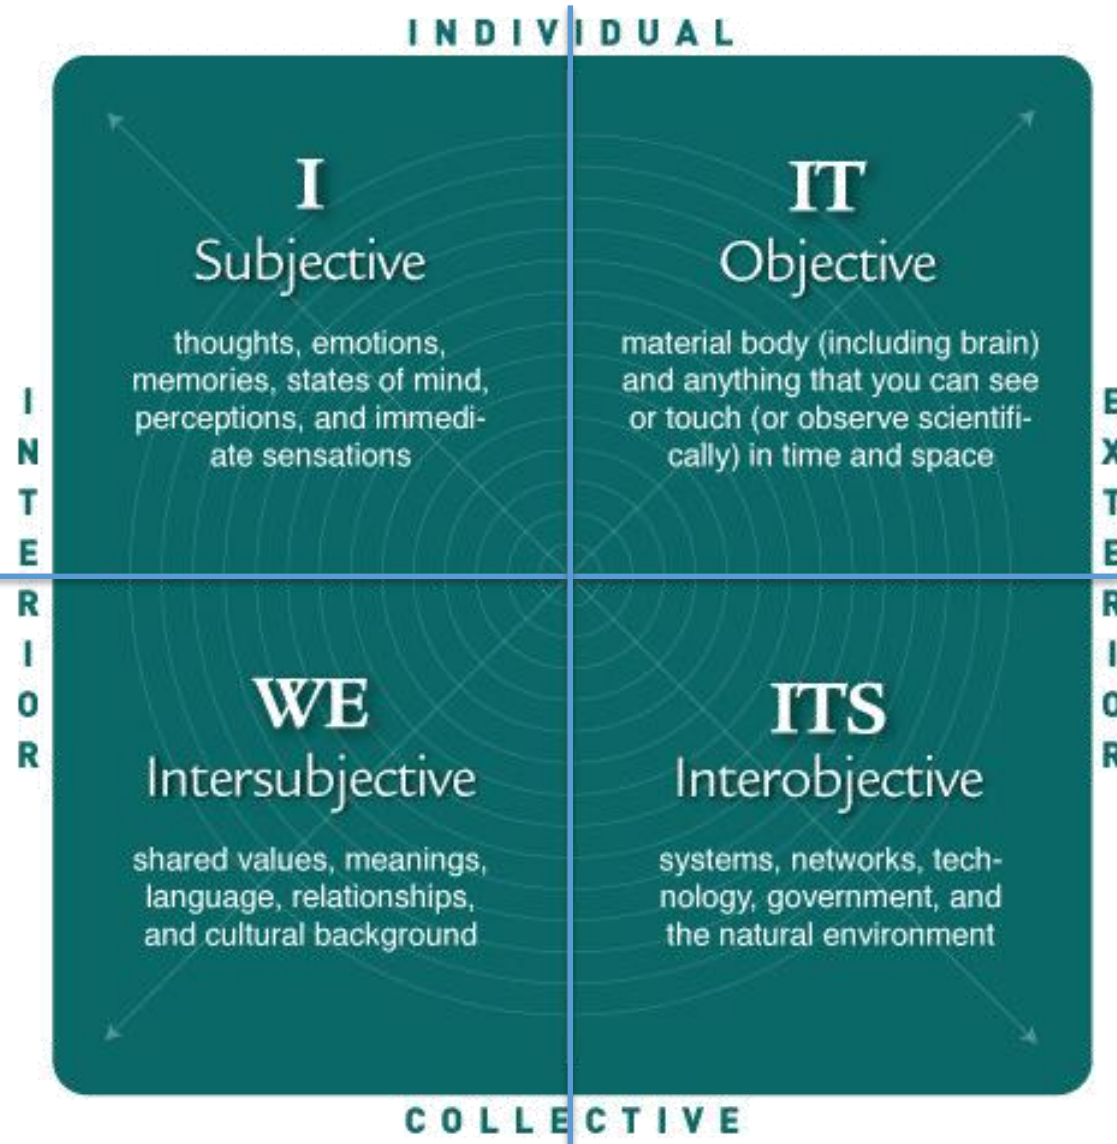 INDIVIDUAL
I
Subjective
thoughts, emotions,
memories, states of mind,
perceptions, and immedi-
ate sensations
IT
Objective
material body (including brain)
and anything that you can see
or touch (or observe scientifi-
cally) in time and space
INTERIOR
EXTERIOR
WE
Intersubjective
shared values, meanings,
language, relationships,
and cultural background
ITS
Interobjective
systems, networks, tech-
nology, government, and
the natural environment
COLLECTIVE